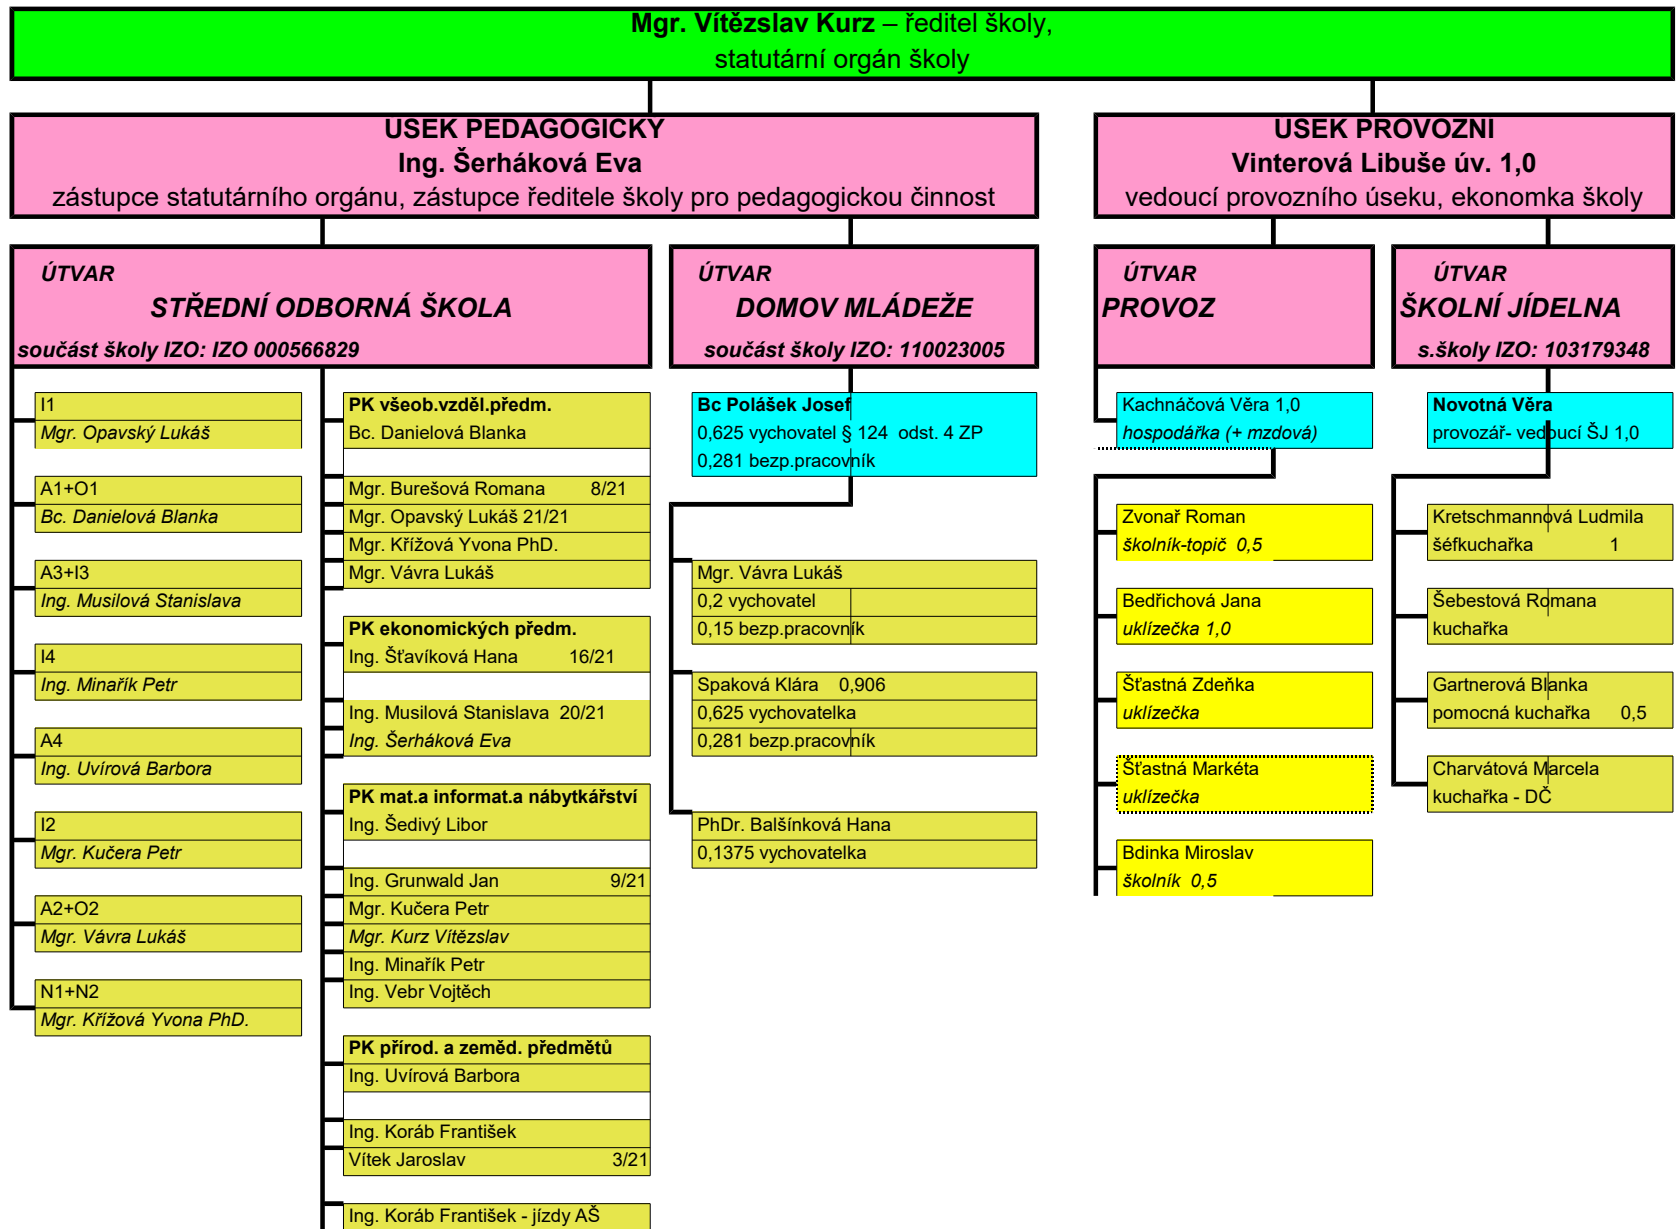 Mgr. Vítězslav Kurz – ředitel školy,
statutární orgán školy
USEK PEDAGOGICKY
Ing. Šerháková Eva
zástupce statutárního orgánu, zástupce ředitele školy pro pedagogickou činnost
USEK PROVOZNI
Vinterová Libuše úv. 1,0
vedoucí provozního úseku, ekonomka školy
ÚTVAR
STŘEDNÍ ODBORNÁ ŠKOLA
součást školy IZO: IZO 000566829
ÚTVAR
DOMOV MLÁDEŽE
součást školy IZO: 110023005
ÚTVAR
PROVOZ
ÚTVAR
ŠKOLNÍ JÍDELNA
s.školy IZO: 103179348
I1
Mgr. Opavský Lukáš
A1+O1
Bc. Danielová Blanka
A3+I3
Ing. Musilová Stanislava
I4
Ing. Minařík Petr
A4
Ing. Uvírová Barbora
I2
Mgr. Kučera Petr
A2+O2
Mgr. Vávra Lukáš
N1+N2
Mgr. Křížová Yvona PhD.
PK všeob.vzděl.předm.
Bc. Danielová Blanka
Mgr. Burešová Romana 8/21
Mgr. Opavský Lukáš 21/21
Mgr. Křížová Yvona PhD.
Mgr. Vávra Lukáš
PK ekonomických předm.
Ing. Šťavíková Hana 16/21
Ing. Musilová Stanislava 20/21
Ing. Šerháková Eva
PK mat.a informat.a nábytkářství
Ing. Šedivý Libor
Ing. Grunwald Jan 9/21
Mgr. Kučera Petr
Mgr. Kurz Vítězslav
Ing. Minařík Petr
Ing. Vebr Vojtěch
PK přírod. a zeměd. předmětů
Ing. Uvírová Barbora
Ing. Koráb František
Vítek Jaroslav 3/21
Ing. Koráb František - jízdy AŠ
Bc Polášek Josef
0,625 vychovatel § 124 odst. 4 ZP
0,281 bezp.pracovník
Mgr. Vávra Lukáš
0,2 vychovatel
0,15 bezp.pracovník
Spaková Klára 0,906
0,625 vychovatelka
0,281 bezp.pracovník
PhDr. Balšínková Hana
0,1375 vychovatelka
Kachnáčová Věra 1,0
hospodářka (+ mzdová)
Zvonař Roman
školník-topič 0,5
Bedřichová Jana
uklízečka 1,0
Šťastná Zdeňka
uklízečka
Šťastná Markéta
uklízečka
Bdinka Miroslav
školník 0,5
Novotná Věra
provozář- vedoucí ŠJ 1,0
Kretschmannová Ludmila
šéfkuchařka 1
Šebestová Romana
kuchařka
Gartnerová Blanka
pomocná kuchařka 0,5
Charvátová Marcela
kuchařka - DČ